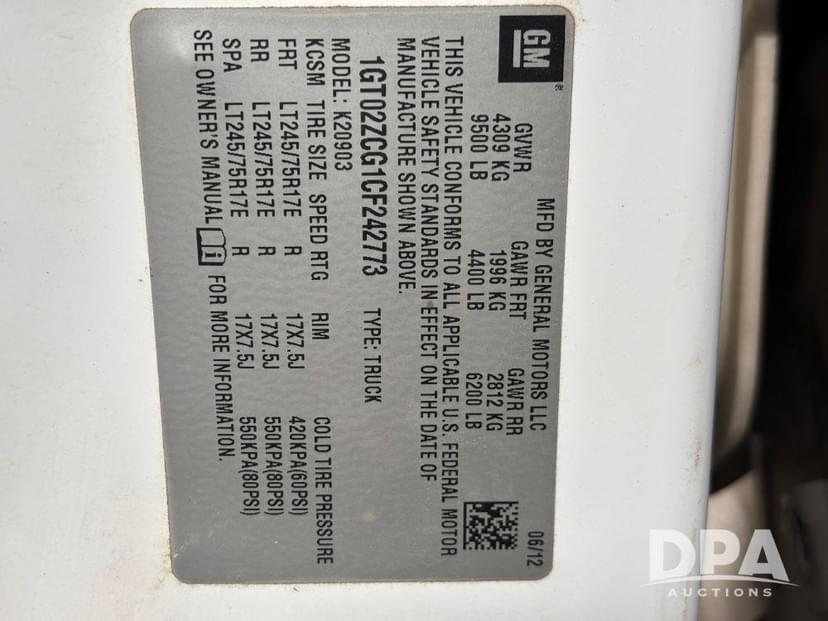 GM
MFD BY GENERAL MOTORS LLC 06/12
GVWR GAWR FRT GAWR RR
4309 KG 1996 KG 2812 KG
9500 LB 4400 LB 6200 LB
THIS VEHICLE CONFORMS TO ALL APPLICABLE U.S. FEDERAL MOTOR
VEHICLE SAFETY STANDARDS IN EFFECT ON THE DATE OF
MANUFACTURE SHOWN ABOVE.
1GT02ZCG1CF242773 TYPE: TRUCK
MODEL: K20903
KCSM TIRE SIZE SPEED RTG RIM COLD TIRE PRESSURE
FRT LT245/75R17E R 17X7.5J 420KPA(60PSI)
RR LT245/75R17E R 17X7.5J 550KPA(80PSI)
SPA LT245/75R17E R 17X7.5J 550KPA(80PSI)
SEE OWNER'S MANUAL i FOR MORE INFORMATION.
DPA
AUCTIONS